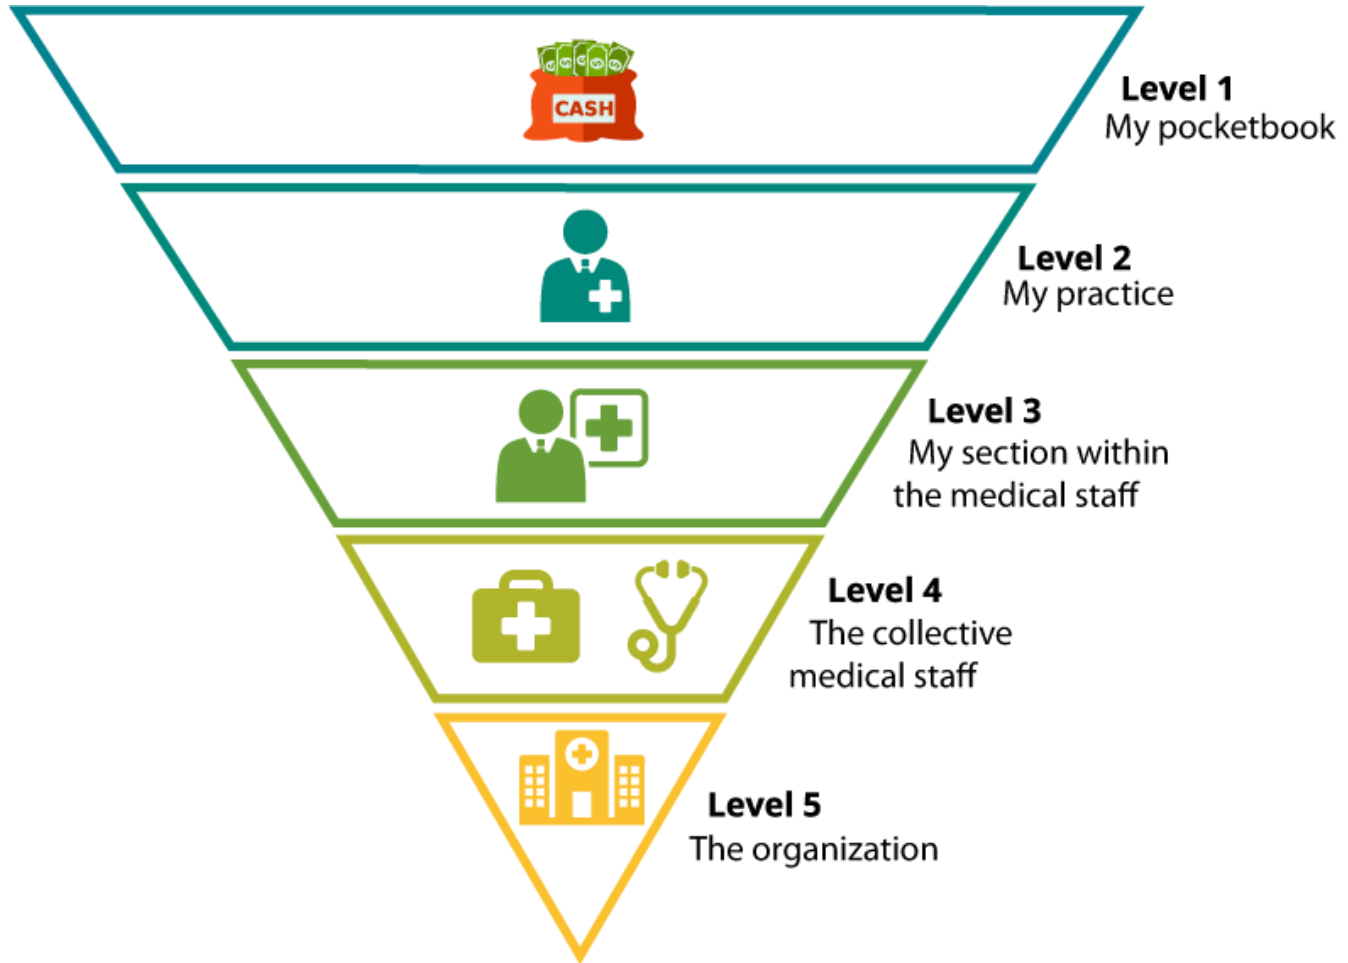 CASH
Level 1
My pocketbook
Level 2
My practice
Level 3
My section within
the medical staff
Level 4
The collective
medical staff
Level 5
The organization